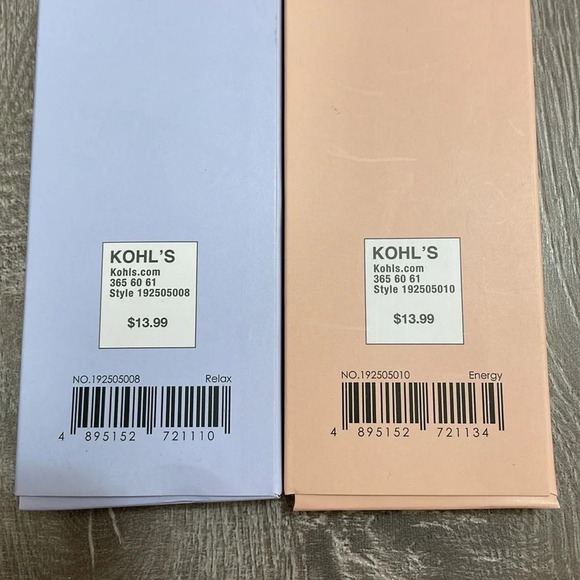 KOHL'S
Kohls.com
365 60 61
Style 192505008
$13.99
NO.192505008 Relax
4 895152 721110
KOHL'S
Kohls.com
365 60 61
Style 192505010
$13.99
NO.192505010 Energy
4 895152 721134